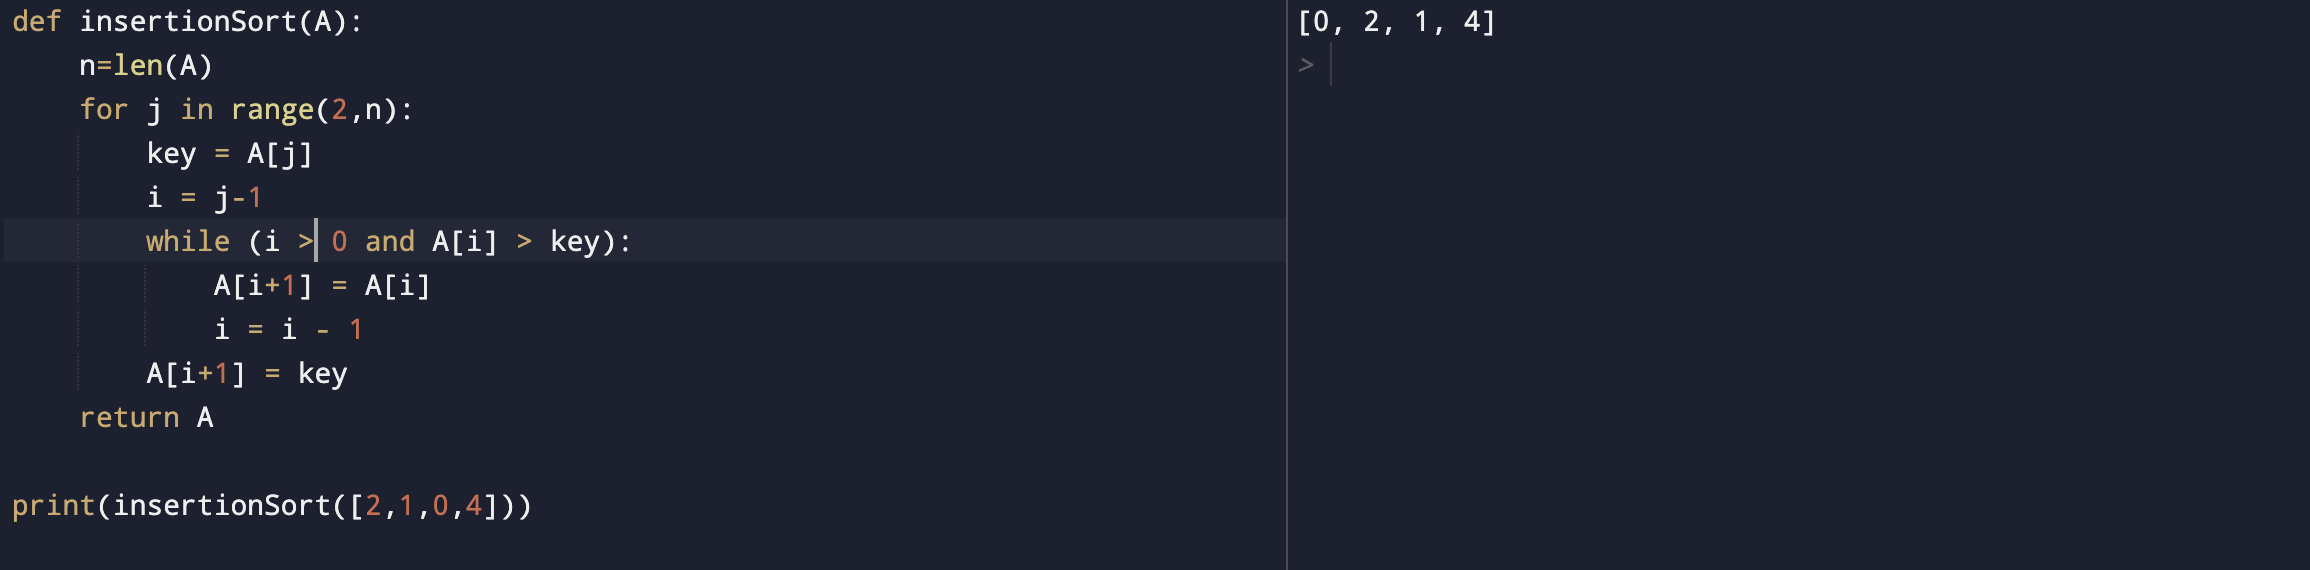 def insertionSort(A):
    n=len(A)
    for j in range(2,n):
        key = A[j]
        i = j-1
        while (i > 0 and A[i] > key):
            A[i+1] = A[i]
            i = i - 1
        A[i+1] = key
    return A
print(insertionSort([2,1,0,4]))
[0, 2, 1, 4]
>